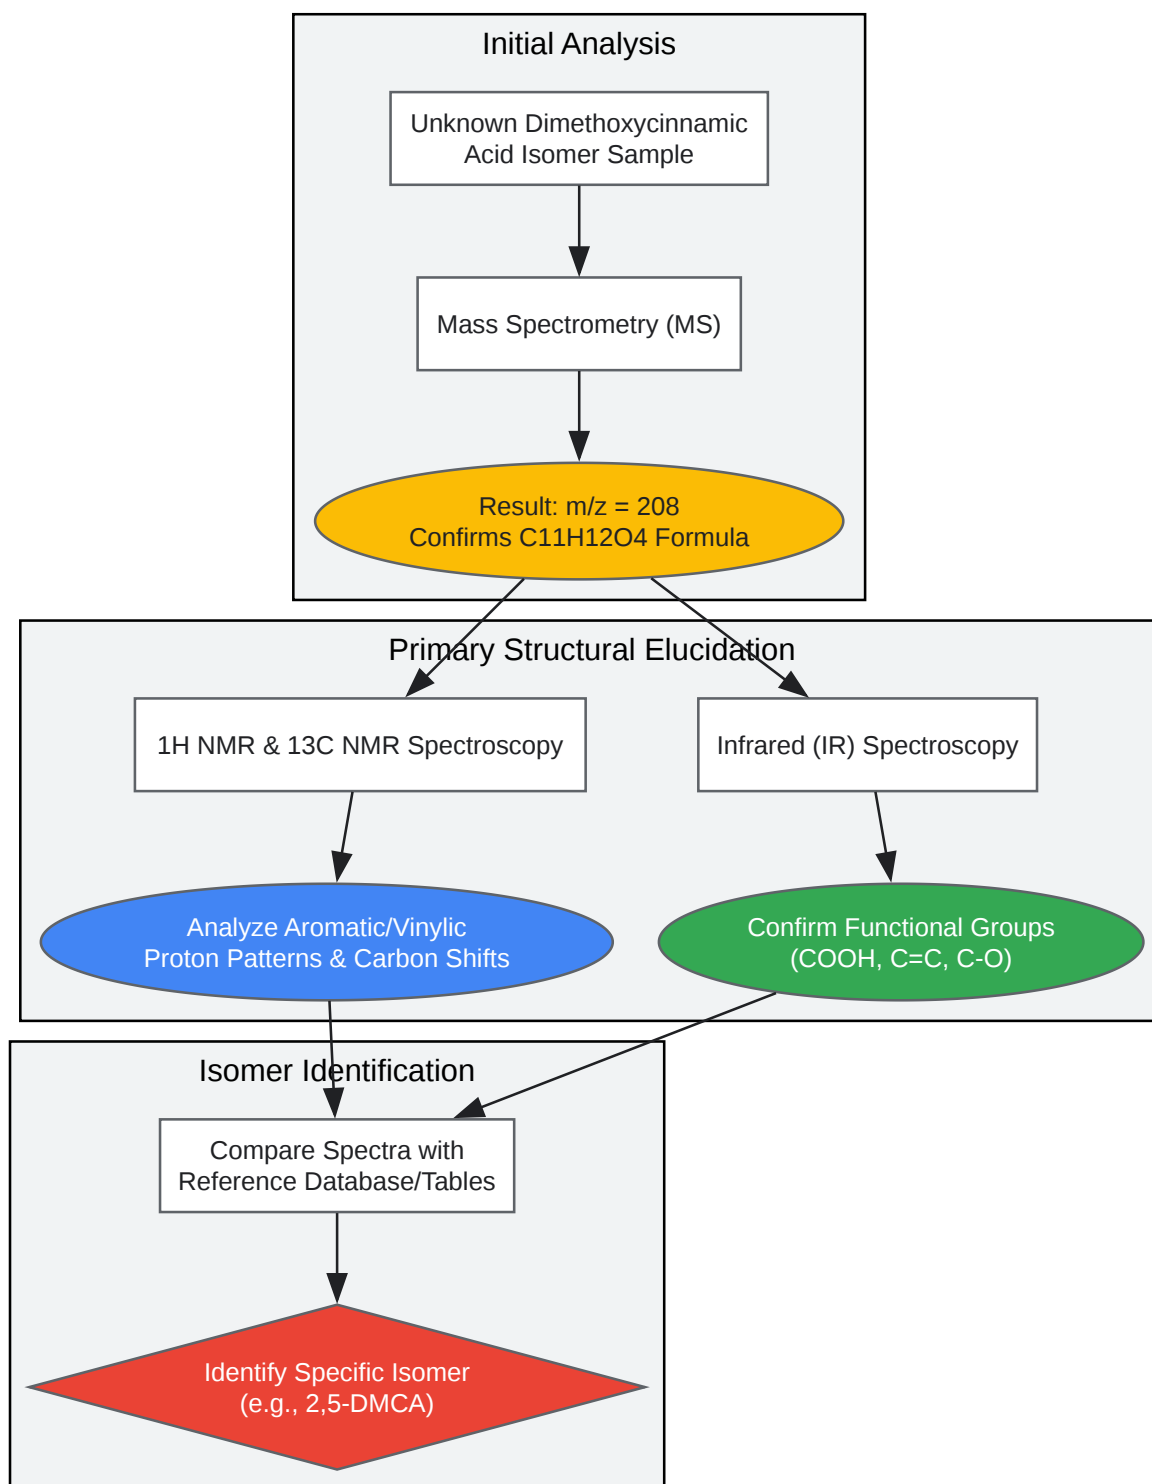 Initial Analysis
Unknown Dimethoxycinnamic
Acid Isomer Sample
Mass Spectrometry (MS)
Result: m/z = 208
Confirms C11H12O4 Formula
Primary Structural Elucidation
1H NMR & 13C NMR Spectroscopy
Infrared (IR) Spectroscopy
Analyze Aromatic/Vinylic
Proton Patterns & Carbon Shifts
Confirm Functional Groups
(COOH, C=C, C-O)
Isomer Identification
Compare Spectra with
Reference Database/Tables
Identify Specific Isomer
(e.g., 2,5-DMCA)